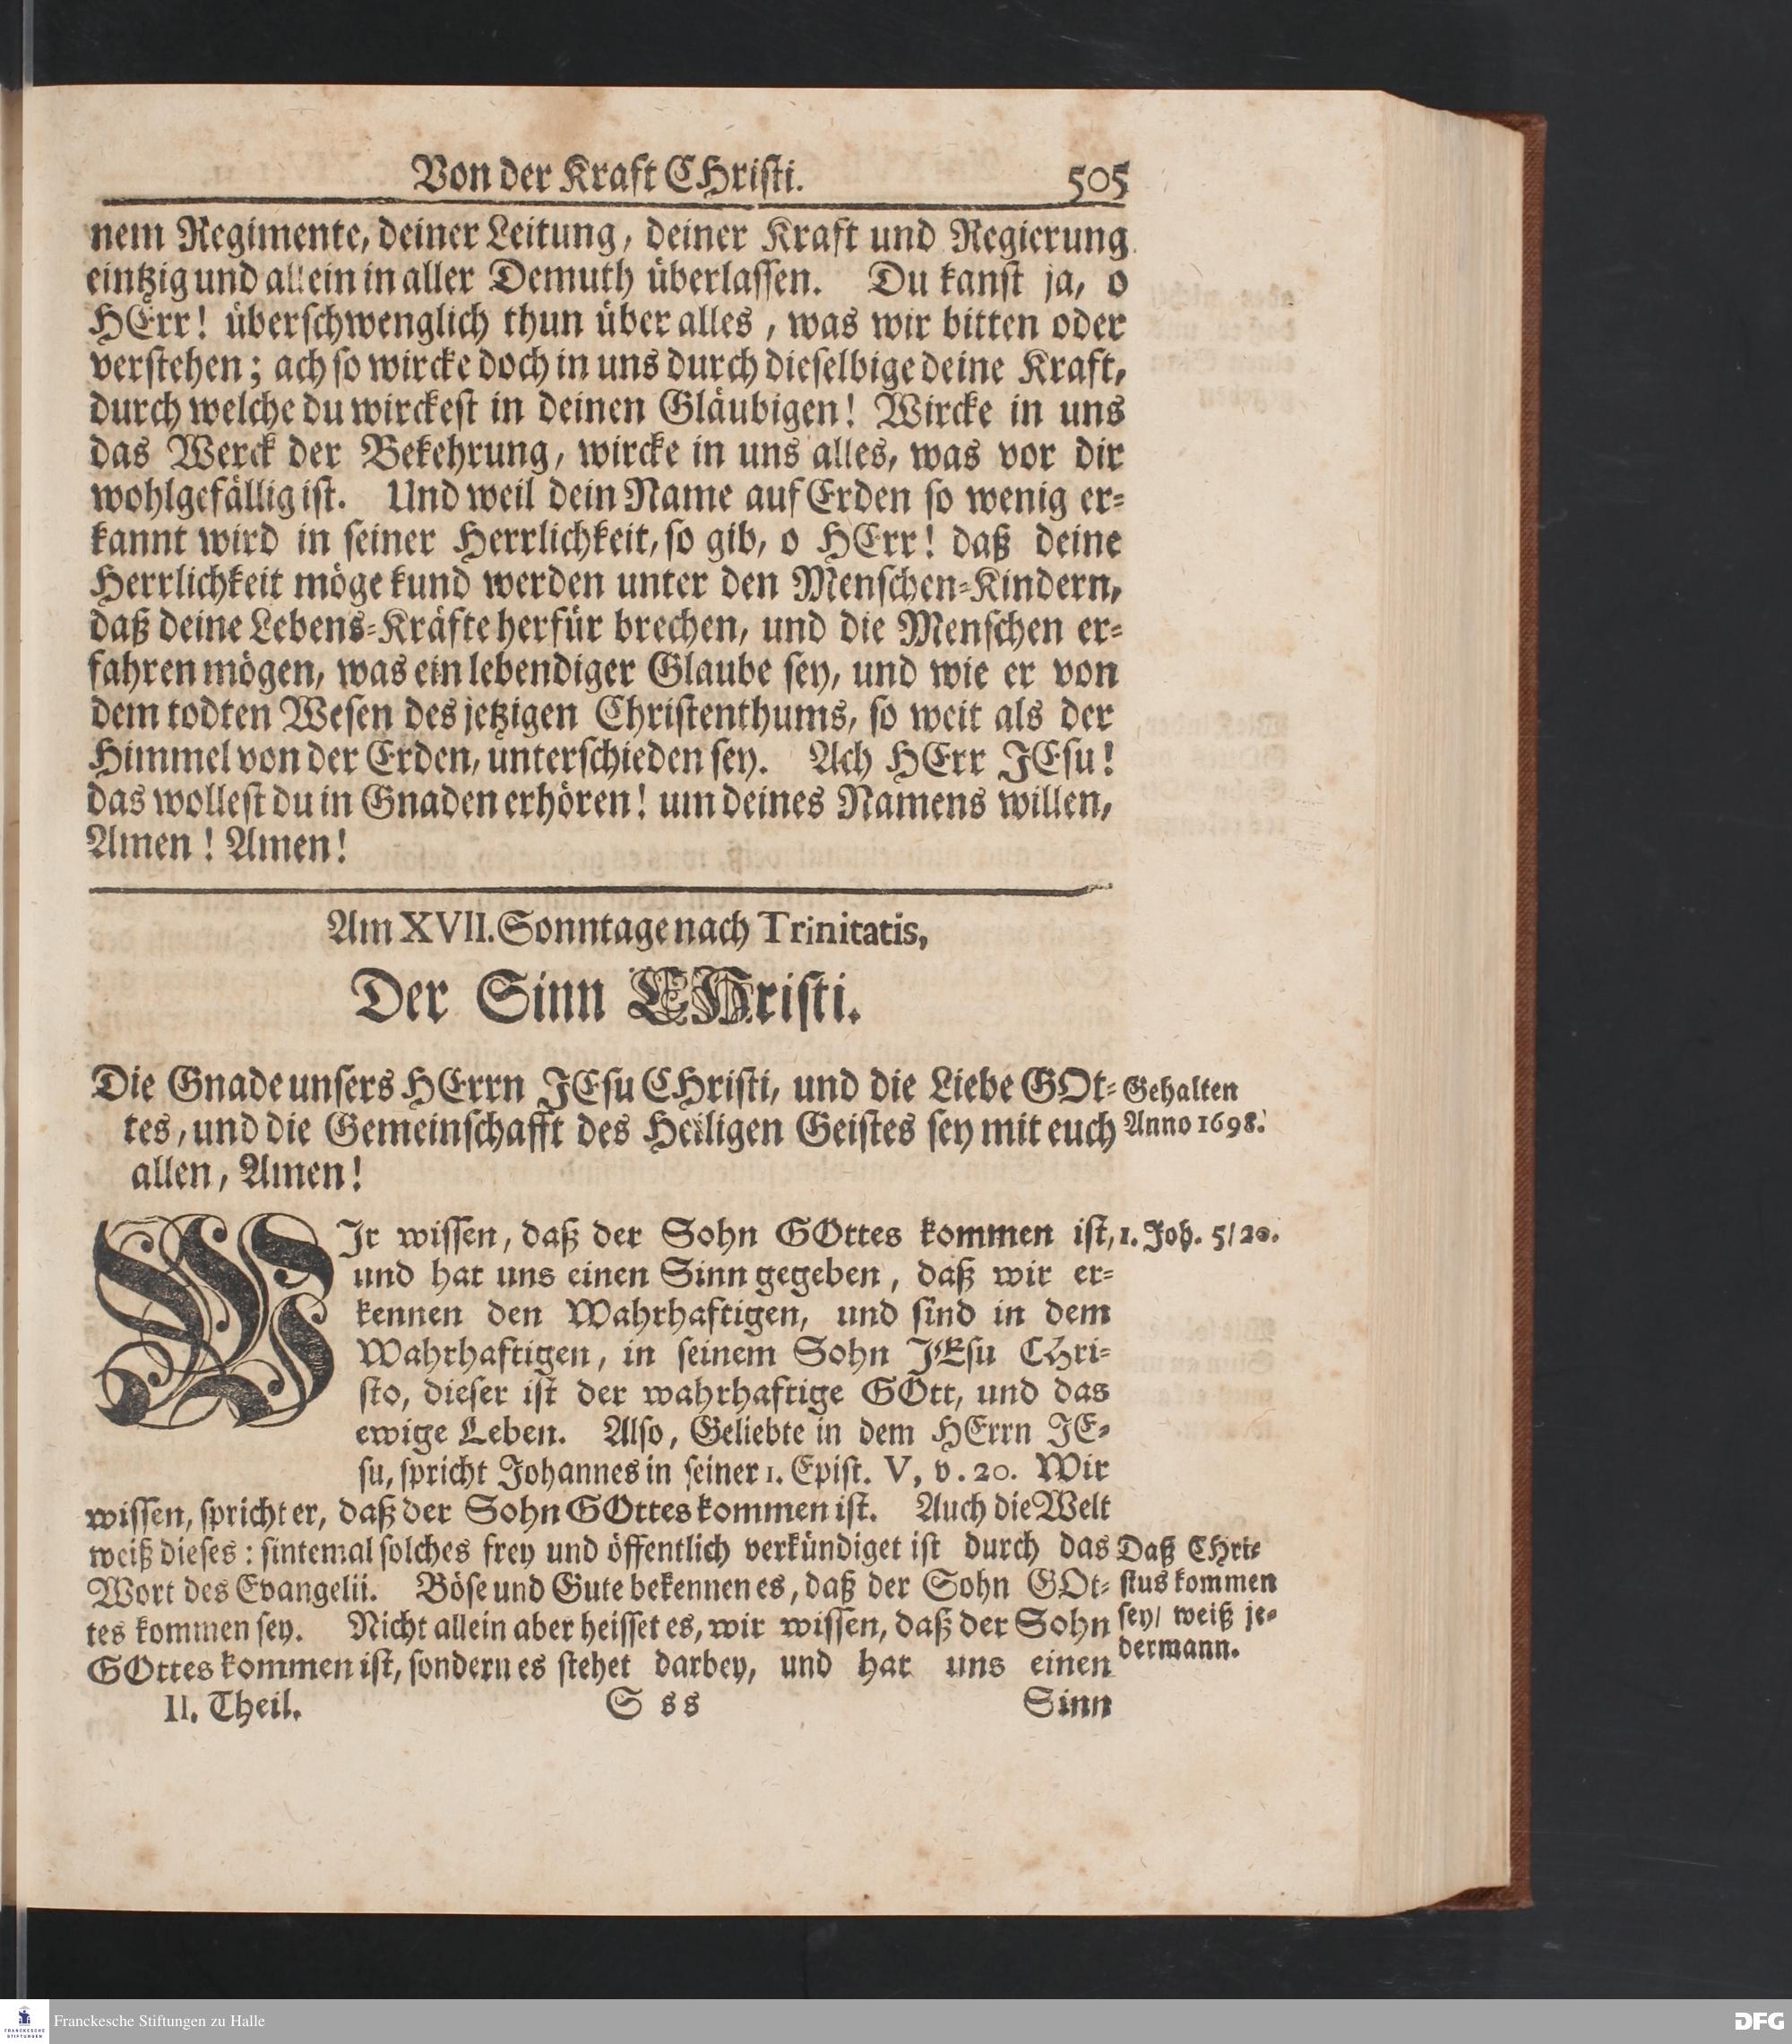 Von der Kraft CHristi. 505
nem Regimente, deiner Leitung, deiner Kraft und Regierung
eintzig und allein in aller Demuth überlassen. Du kanst ja, o
HErr! überschwenglich thun über alles, was wir bitten oder
verstehen; ach so wircke doch in uns durch dieselbige deine Kraft,
durch welche du wirckest in deinen Gläubigen! Wircke in uns
das Werck der Bekehrung, wircke in uns alles, was vor dir
wohlgefällig ist. Und weil dein Name auf Erden so wenig er-
kannt wird in seiner Herrlichkeit, so gib, o HErr! daß deine
Herrlichkeit möge kund werden unter den Menschen-Kindern,
daß deine Lebens-Kräfte herfür brechen, und die Menschen er-
fahren mögen, was ein lebendiger Glaube sey, und wie er von
dem todten Wesen des jetzigen Christenthums, so weit als der
Himmel von der Erden, unterschieden sey. Ach HErr JEsu!
das wollest du in Gnaden erhören! um deines Namens willen,
Amen! Amen!
Am XVII. Sonntage nach Trinitatis,
Der Sinn CHristi.
Die Gnade unsers HErrn JEsu CHristi, und die Liebe GOt-
tes, und die Gemeinschafft des Heiligen Geistes sey mit euch
allen, Amen!
Gehalten
Anno 1698.
WJr wissen, daß der Sohn GOttes kommen ist,
und hat uns einen Sinn gegeben, daß wir er-
kennen den Wahrhaftigen, und sind in dem
Wahrhaftigen, in seinem Sohn JEsu CHri-
sto, dieser ist der wahrhaftige GOtt, und das
ewige Leben. Also, Geliebte in dem HErrn JE-
su, spricht Johannes in seiner 1. Epist. V, v. 20. Wir
wissen, spricht er, daß der Sohn GOttes kommen ist. Auch die Welt
weiß dieses: sintemal solches frey und öffentlich verkündiget ist durch das
Wort des Evangelii. Böse und Gute bekennen es, daß der Sohn GOt-
tes kommen sey. Nicht allein aber heisset es, wir wissen, daß der Sohn
GOttes kommen ist, sondern es stehet darbey, und hat uns einen
1. Joh. 5/20.
Daß CHri-
stus kommen
sey/ weiß je-
dermann.
II. Theil. S s s Sinn
Franckesche Stiftungen zu Halle
DFG